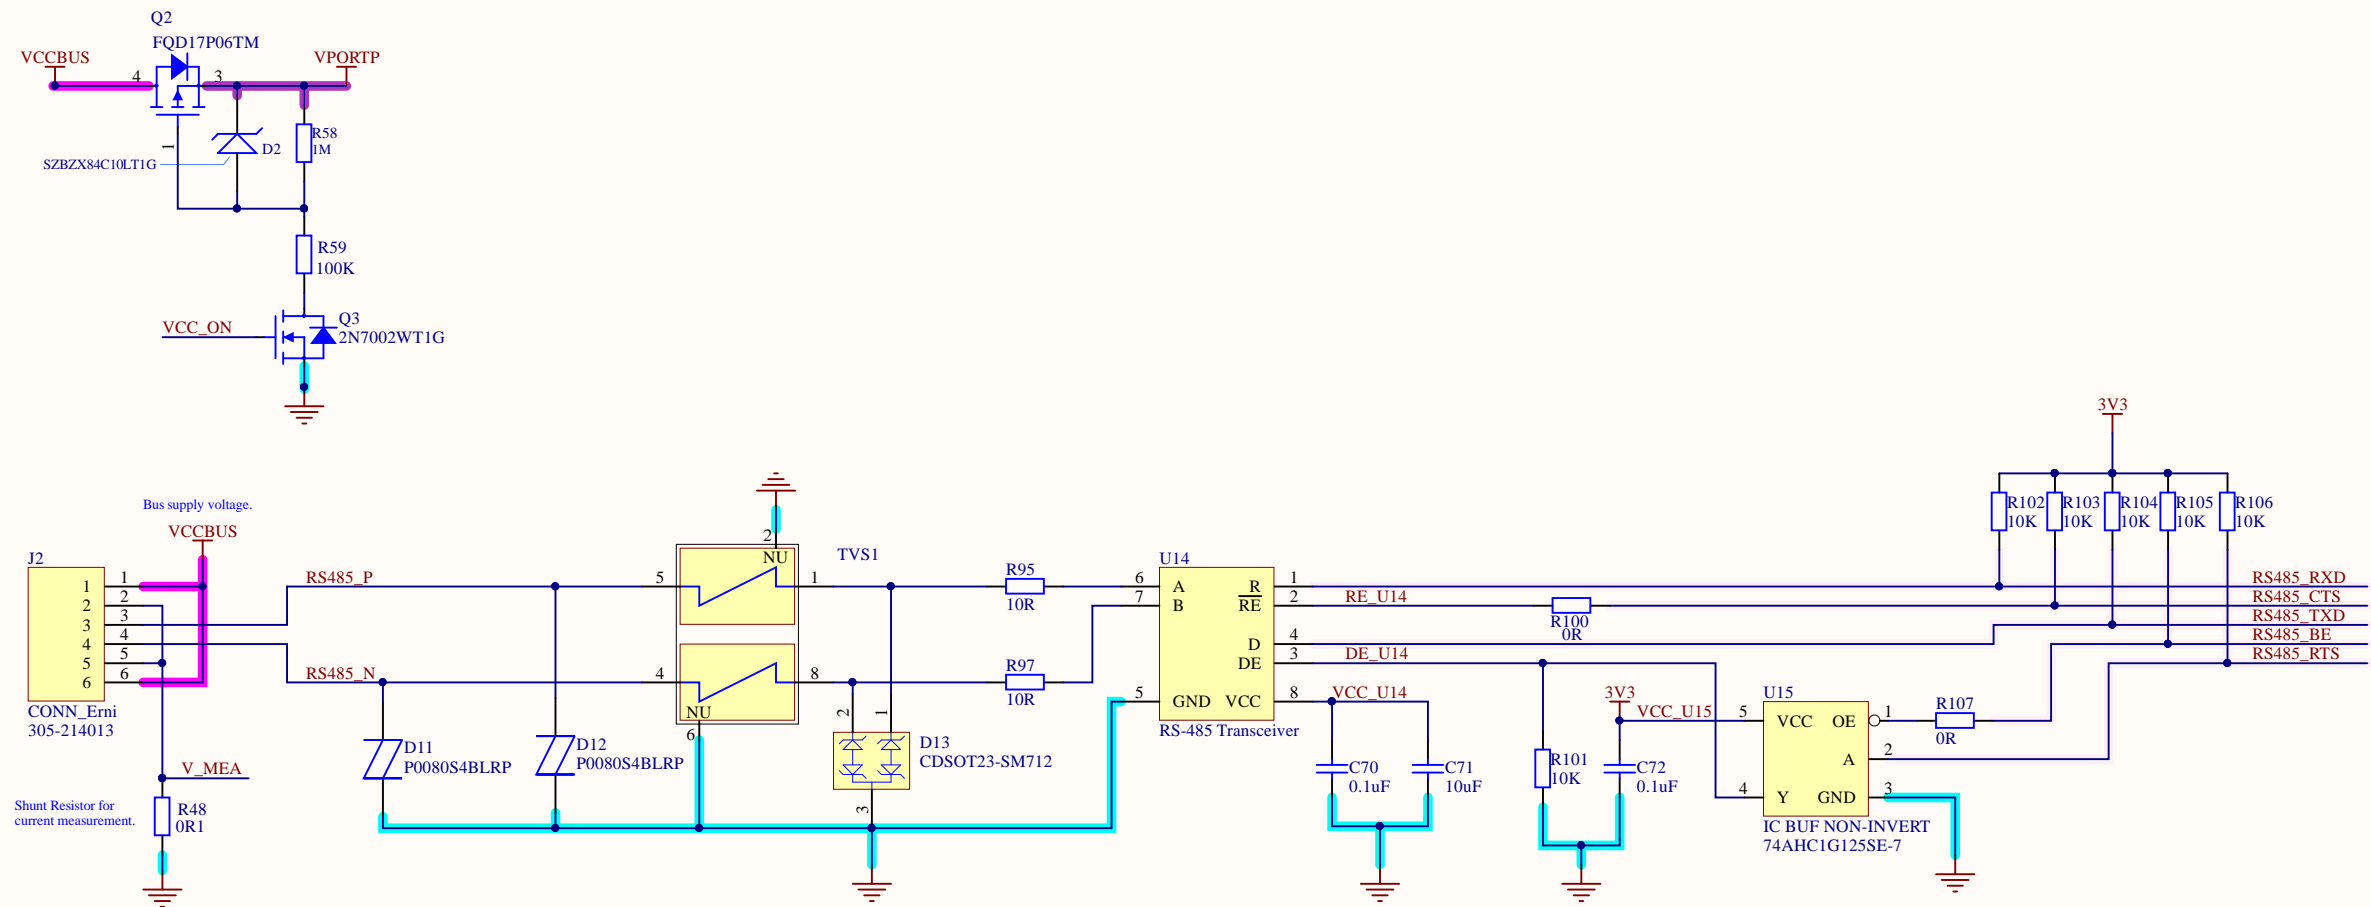 Q2
FQD17P06TM
VCCBUS
VPORTP
4
3
1
R58
1M
D2
SZBZX84C10LT1G
R59
100K
VCC_ON
Q3
2N7002WT1G
Bus supply voltage.
VCCBUS
J2
1
2
3
4
5
6
1
2
3
4
5
6
CONN_Erni
305-214013
RS485_P
RS485_N
V_MEA
Shunt Resistor for
current measurement.
R48
0R1
D11
P0080S4BLRP
D12
P0080S4BLRP
TVS1
2
NU
5
1
4
8
NU
6
2
1
3
D13
CDSOT23-SM712
R95
10R
R97
10R
U14
6
7
5
A
B
GND
R
RE
D
DE
VCC
1
2
4
3
8
RS-485 Transceiver
RE_U14
DE_U14
VCC_U14
R100
0R
C70
0.1uF
C71
10uF
R101
10K
3V3
VCC_U15
C72
0.1uF
U15
5
4
VCC
Y
OE
A
GND
1
2
3
IC BUF NON-INVERT
74AHC1G125SE-7
R107
0R
3V3
R102
10K
R103
10K
R104
10K
R105
10K
R106
10K
RS485_RXD
RS485_CTS
RS485_TXD
RS485_BE
RS485_RTS